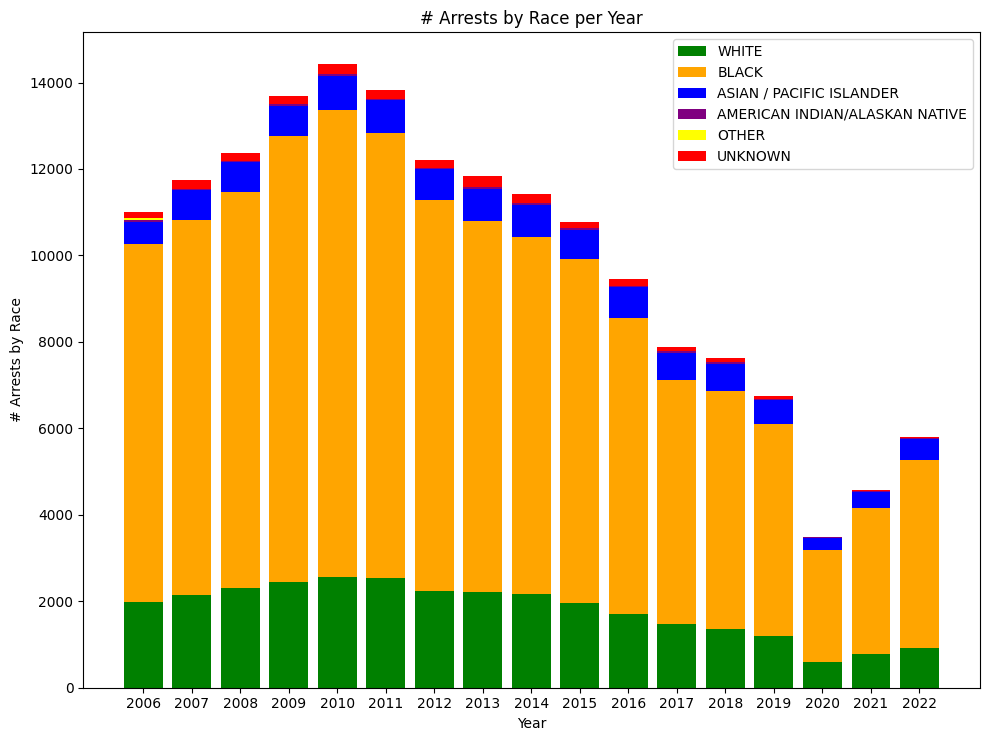 # Arrests by Race per Year
WHITE
BLACK
ASIAN / PACIFIC ISLANDER
AMERICAN INDIAN/ALASKAN NATIVE
OTHER
UNKNOWN
# Arrests by Race
14000
12000
10000
8000
6000
4000
2000
0
2006 2007 2008 2009 2010 2011 2012 2013 2014 2015 2016 2017 2018 2019 2020 2021 2022
Year